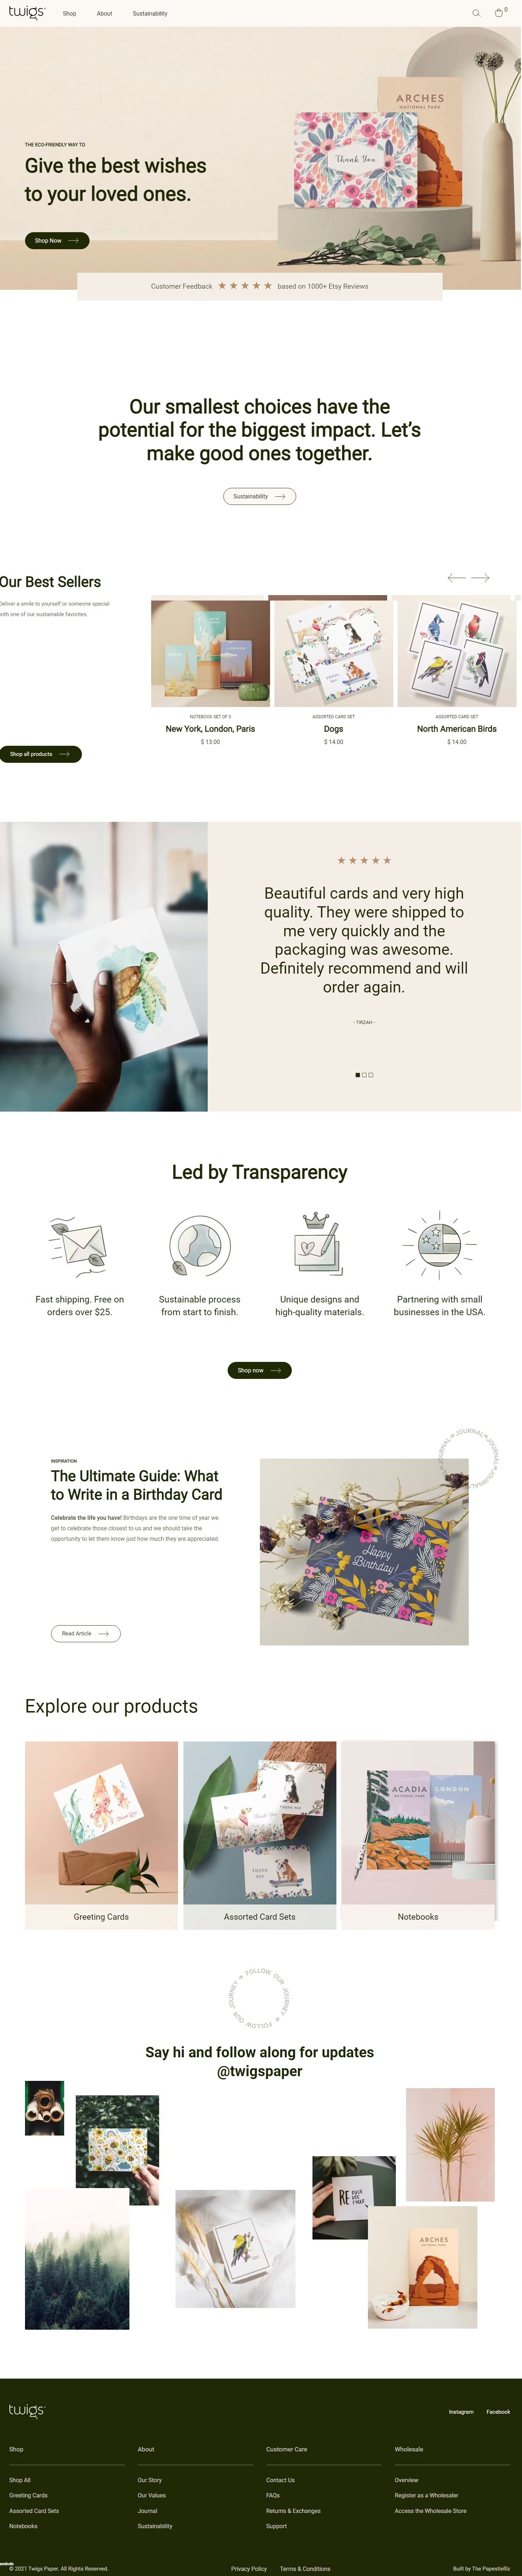 twigs
Shop
About
Sustainability
0
THE ECO-FRIENDLY WAY TO
Give the best wishes
to your loved ones.
Shop Now
ARCHES
NATIONAL PARK
Thank You
Customer Feedback
based on 1000+ Etsy Reviews
Our smallest choices have the
potential for the biggest impact. Let's
make good ones together.
Sustainability
Our Best Sellers
Deliver a smile to yourself or someone special
with one of our sustainable favorites.
Shop all products
NOTEBOOK SET OF 3
New York, London, Paris
$ 13.00
ASSORTED CARD SET
Dogs
$ 14.00
ASSORTED CARD SET
North American Birds
$ 14.00
Beautiful cards and very high
quality. They were shipped to
me very quickly and the
packaging was awesome.
Definitely recommend and will
order again.
- TIRZAH -
Led by Transparency
Fast shipping. Free on
orders over $25.
Sustainable process
from start to finish.
Unique designs and
high-quality materials.
Partnering with small
businesses in the USA.
Shop now
INSPIRATION
The Ultimate Guide: What
to Write in a Birthday Card
Celebrate the life you have! Birthdays are the one time of year we
get to celebrate those closest to us and we should take the
opportunity to let them know just how much they are appreciated.
Read Article
JOURNAL JOURNAL JOURNAL JOURNAL
Happy
Birthday!
Explore our products
THANK
YOU
ACADIA
NATIONAL PARK
LONDON
Greeting Cards
Assorted Card Sets
Notebooks
FOLLOW OUR JOURNEY FOLLOW OUR JOURNEY
Say hi and follow along for updates
@twigspaper
RE DUCE
USE
CYCLE
ARCHES
NATIONAL PARK
twigs
Instagram
Facebook
Shop
Shop All
Greeting Cards
Assorted Card Sets
Notebooks
About
Our Story
Our Values
Journal
Sustainability
Customer Care
Contact Us
FAQs
Returns & Exchanges
Support
Wholesale
Overview
Register as a Wholesaler
Access the Wholesale Store
© 2021 Twigs Paper. All Rights Reserved.
Privacy Policy
Terms & Conditions
Built by The Papestielliz